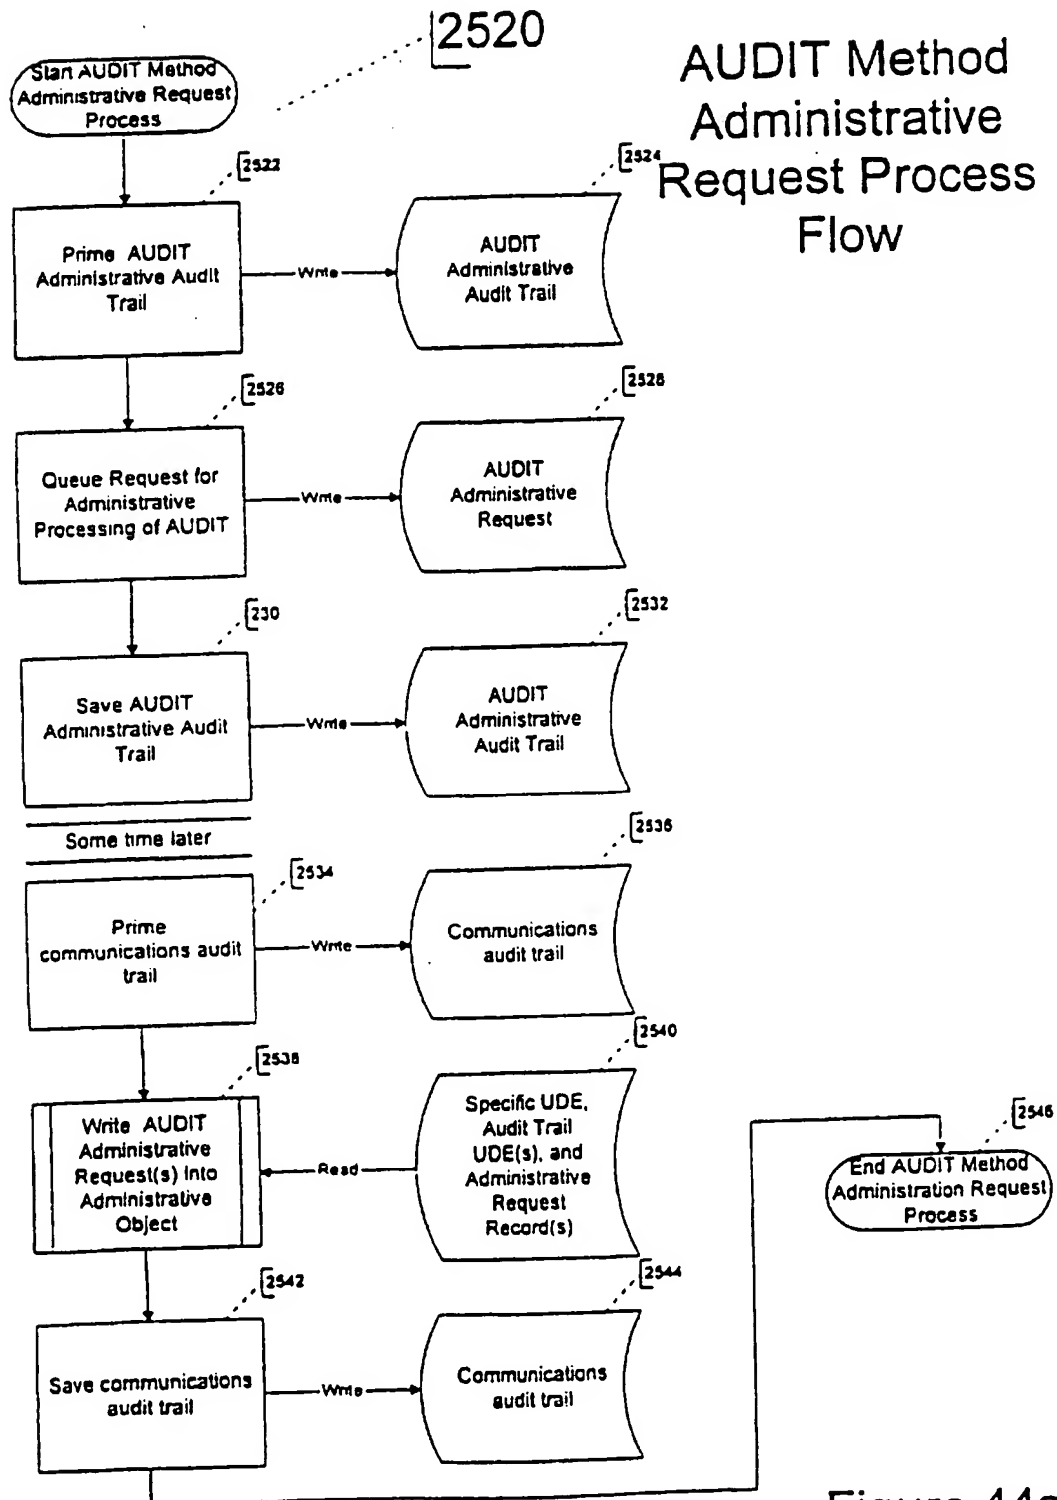 2520
AUDIT Method
Administrative
Request Process
Flow
Start AUDIT Method
Administrative Request
Process
2522
2524
Prime AUDIT
Administrative Audit
Trail
Write
AUDIT
Administrative
Audit Trail
2526
2528
Queue Request for
Administrative
Processing of AUDIT
Write
AUDIT
Administrative
Request
230
2532
Save AUDIT
Administrative Audit
Trail
Write
AUDIT
Administrative
Audit Trail
Some time later
2534
2536
Prime
communications audit
trail
Write
Communications
audit trail
2538
2540
Write AUDIT
Administrative
Request(s) Into
Administrative
Object
Read
Specific UDE,
Audit Trail
UDE(s), and
Administrative
Request
Record(s)
2546
End AUDIT Method
Administration Request
Process
2542
2544
Save communications
audit trail
Write
Communications
audit trail